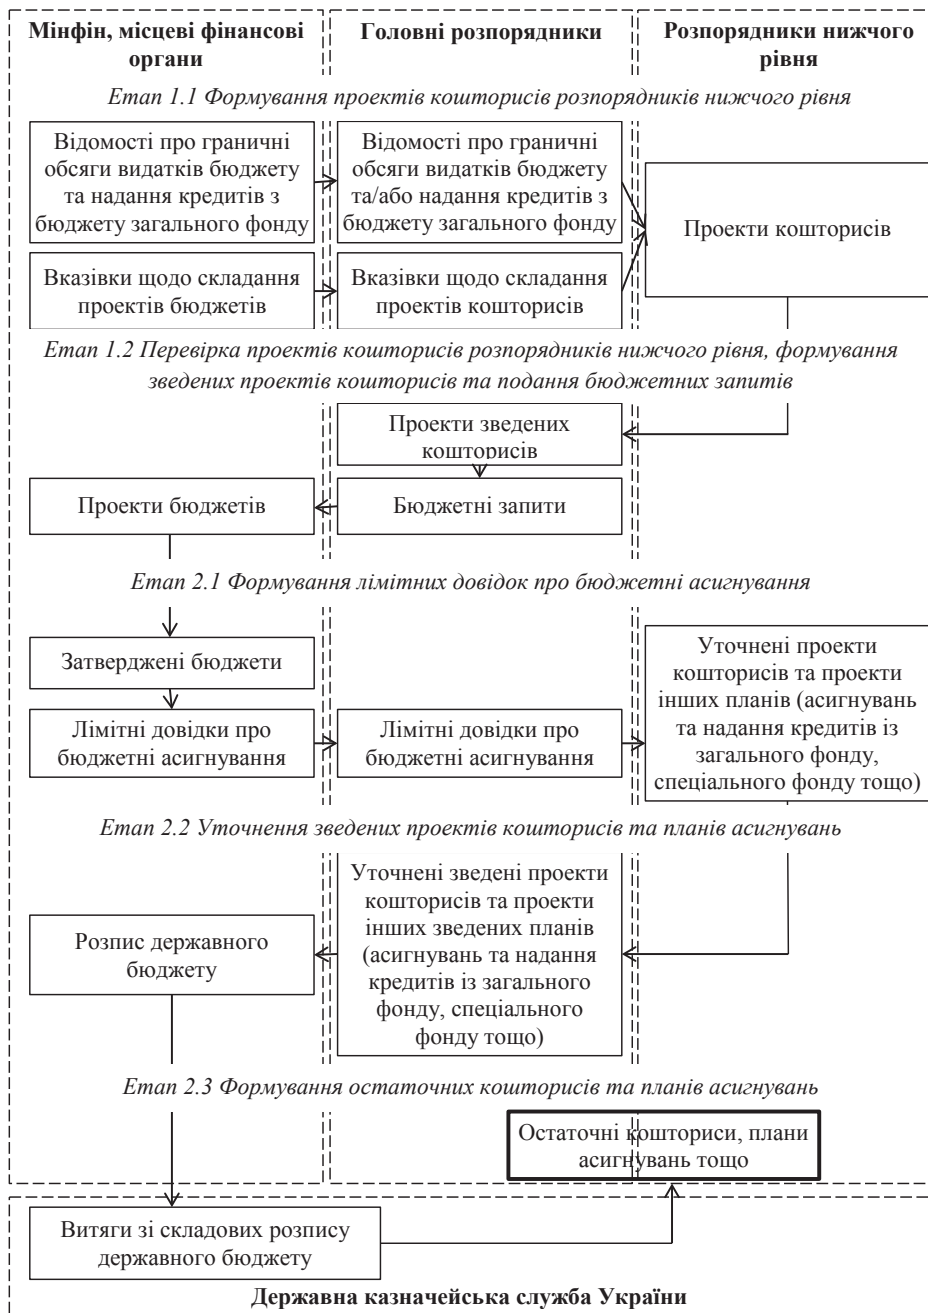 Мінфін, місцеві фінансові
органи
Головні розпорядники
Розпорядники нижчого
рівня
Етап 1.1 Формування проектів кошторисів розпорядників нижчого рівня
Відомості про граничні
обсяги видатків бюджету
та надання кредитів з
бюджету загального фонду
Відомості про граничні
обсяги видатків бюджету
та/або надання кредитів з
бюджету загального фонду
Проекти кошторисів
Вказівки щодо складання
проектів бюджетів
Вказівки щодо складання
проектів кошторисів
Етап 1.2 Перевірка проектів кошторисів розпорядників нижчого рівня, формування
зведених проектів кошторисів та подання бюджетних запитів
Проекти зведених
кошторисів
Проекти бюджетів
Бюджетні запити
Етап 2.1 Формування лімітних довідок про бюджетні асигнування
Затверджені бюджети
Лімітні довідки про
бюджетні асигнування
Лімітні довідки про
бюджетні асигнування
Уточнені проекти
кошторисів та проекти
інших планів (асигнувань
та надання кредитів із
загального фонду,
спеціального фонду тощо)
Етап 2.2 Уточнення зведених проектів кошторисів та планів асигнувань
Розпис державного
бюджету
Уточнені зведені проекти
кошторисів та проекти
інших зведених планів
(асигнувань та надання
кредитів із загального
фонду, спеціального
фонду тощо)
Етап 2.3 Формування остаточних кошторисів та планів асигнувань
Остаточні кошториси, плани
асигнувань тощо
Витяги зі складових розпису
державного бюджету
Державна казначейська служба України